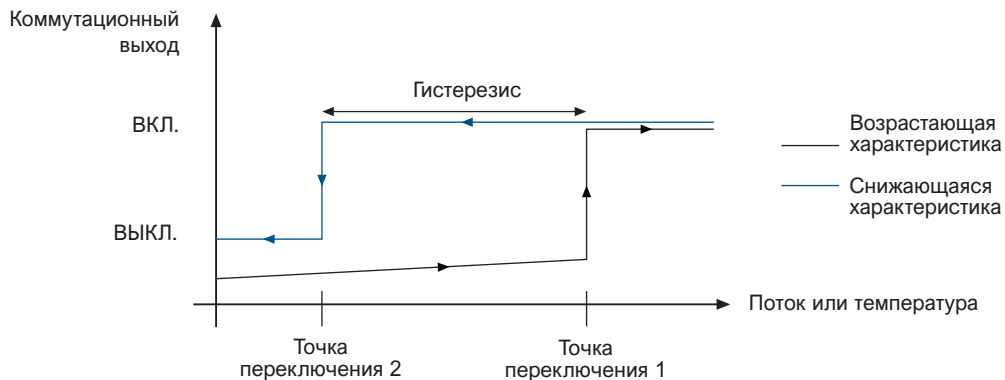 Коммутационный
выход
Гистерезис
ВКЛ.
Возрастающая
характеристика
Снижающаяся
характеристика
ВЫКЛ.
Поток или температура
Точка
переключения 2
Точка
переключения 1